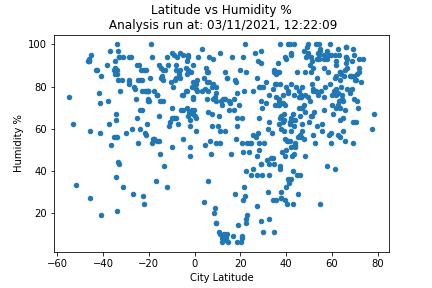 Latitude vs Humidity %
Analysis run at: 03/11/2021, 12:22:09
100
80
60
40
20
Humidity %
−60 −40 −20 0 20 40 60 80
City Latitude